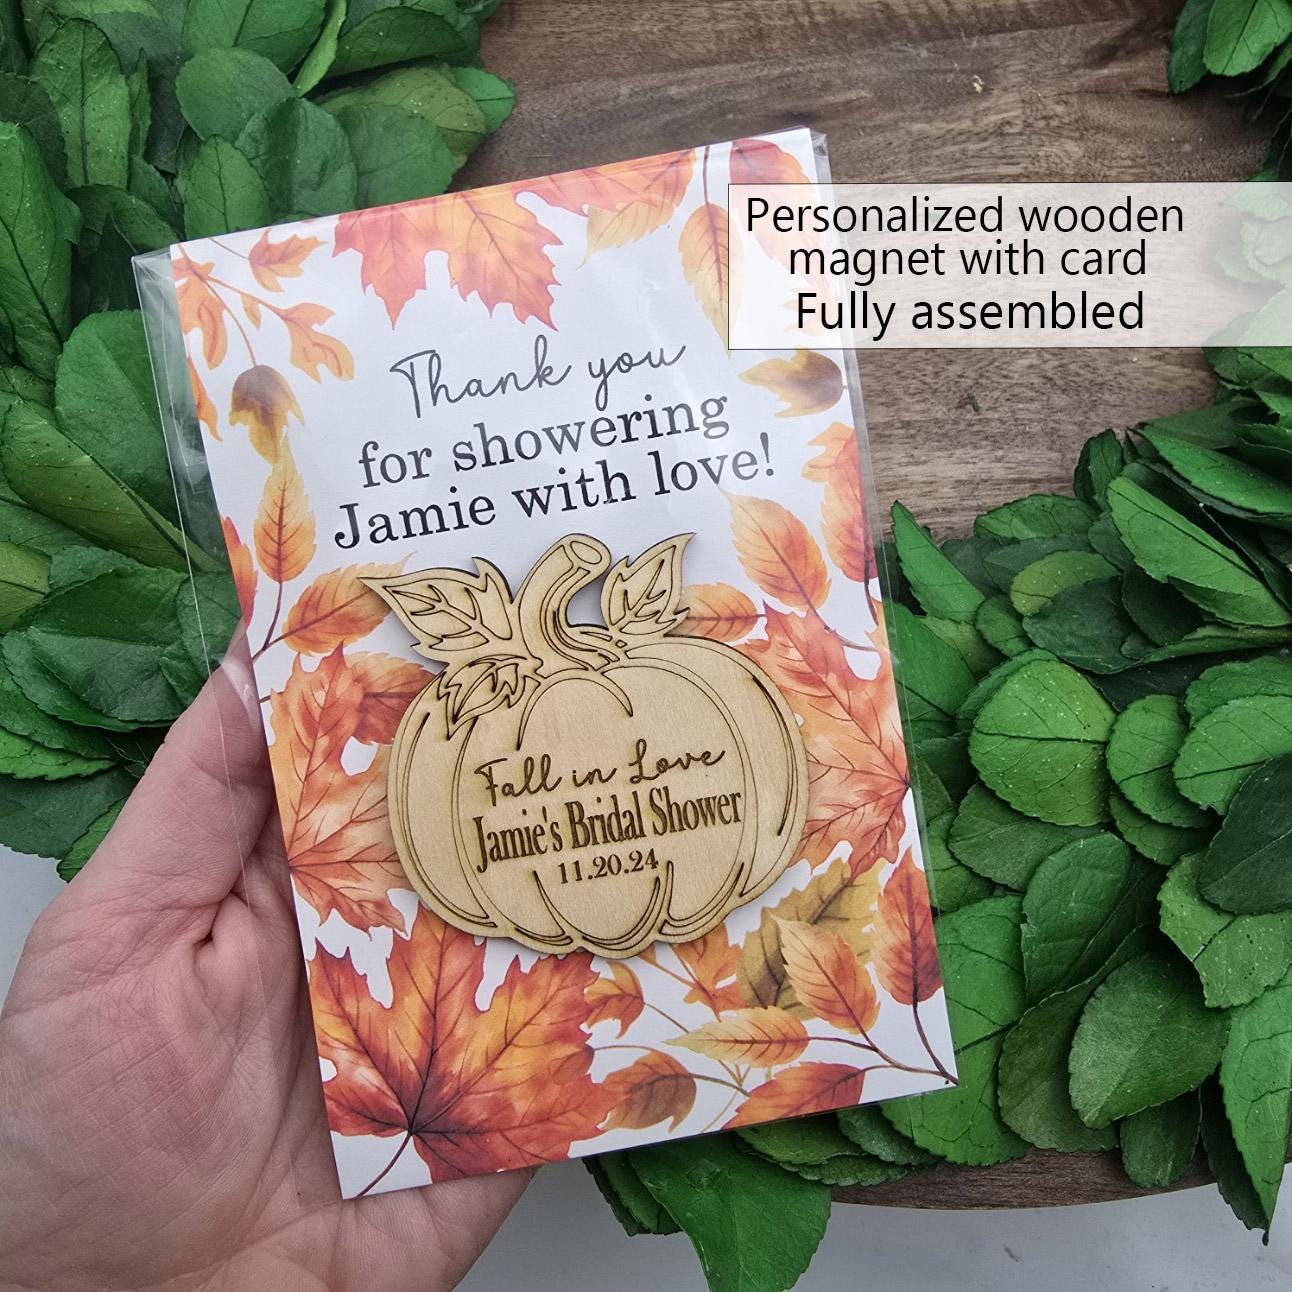 Personalized wooden
magnet with card
Fully assembled
Thank you
for showering
Jamie with love!
Fall in Love
Jamie's Bridal Shower
11.20.24